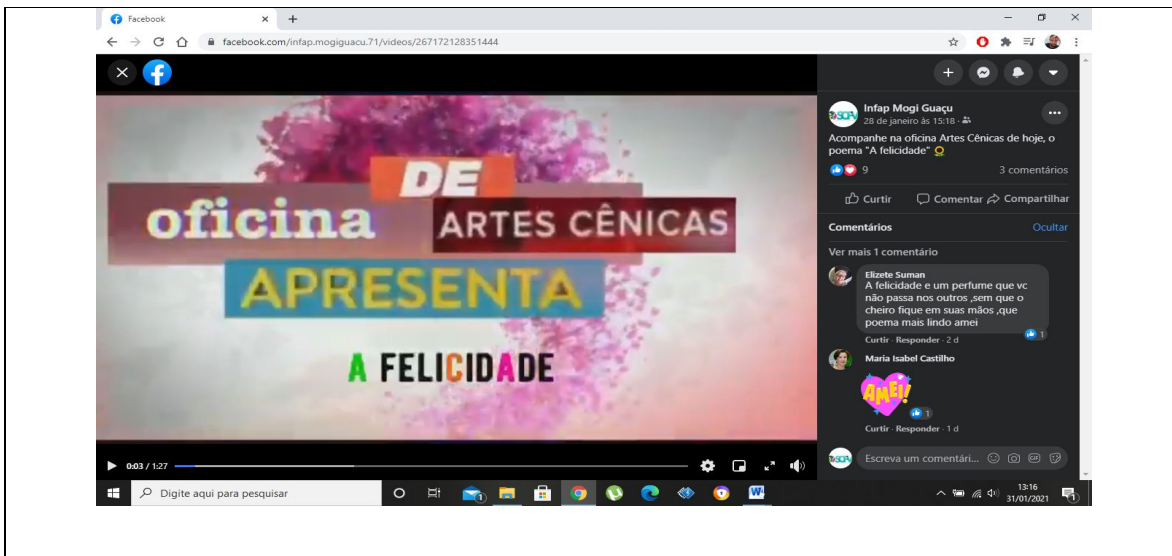 Facebook
facebook.com/infap.mogiguacu.71/videos/267172128351444
oficina DE ARTES CÊNICAS
APRESENTA
A FELICIDADE
0:03 / 1:27
Infap Mogi Guaçu
28 de janeiro às 15:18 ·
Acompanhe na oficina Artes Cênicas de hoje, o
poema "A felicidade"
9
3 comentários
Curtir
Comentar
Compartilhar
Comentários
Ocultar
Ver mais 1 comentário
Elizete Suman
A felicidade e um perfume que vc
não passa nos outros ,sem que o
cheiro fique em suas mãos ,que
poema mais lindo amei
1
Curtir · Responder · 2 d
Maria Isabel Castilho
AMEI!
1
Curtir · Responder · 1 d
Escreva um comentári...
GIF
Digite aqui para pesquisar
13:16
31/01/2021